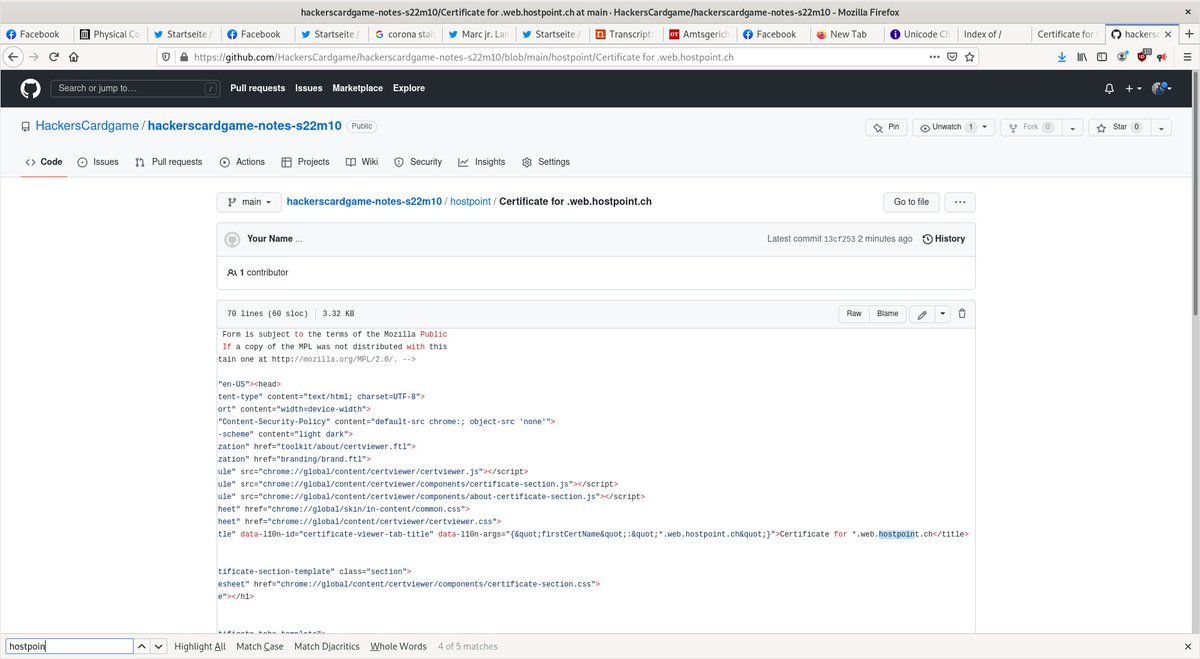 hackerscardgame-notes-s22m10/Certificate for .web.hostpoint.ch at main · HackersCardgame/hackerscardgame-notes-s22m10 - Mozilla Firefox
Facebook Physical Co Startseite / Facebook Startseite / corona stai Marc jr. Lan Startseite / Transcript: Amtsgerich Facebook New Tab Unicode Ch Index of / Certificate for hackersc
https://github.com/HackersCardgame/hackerscardgame-notes-s22m10/blob/main/hostpoint/Certificate for .web.hostpoint.ch
Search or jump to… / Pull requests Issues Marketplace Explore
HackersCardgame / hackerscardgame-notes-s22m10 Public Pin Unwatch 1 Fork 0 Star 0
Code Issues Pull requests Actions Projects Wiki Security Insights Settings
main hackerscardgame-notes-s22m10 / hostpoint / Certificate for .web.hostpoint.ch Go to file ...
Your Name ... Latest commit 13cf253 2 minutes ago History
1 contributor
70 lines (60 sloc) 3.32 KB Raw Blame
Form is subject to the terms of the Mozilla Public
If a copy of the MPL was not distributed with this
tain one at http://mozilla.org/MPL/2.0/. -->
"en-US"><head>
tent-type" content="text/html; charset=UTF-8">
ort" content="width=device-width">
"Content-Security-Policy" content="default-src chrome:; object-src 'none'">
-scheme" content="light dark">
zation" href="toolkit/about/certviewer.ftl">
zation" href="branding/brand.ftl">
ule" src="chrome://global/content/certviewer/certviewer.js"></script>
ule" src="chrome://global/content/certviewer/components/certificate-section.js"></script>
ule" src="chrome://global/content/certviewer/components/about-certificate-section.js"></script>
heet" href="chrome://global/skin/in-content/common.css">
heet" href="chrome://global/content/certviewer/certviewer.css">
tle" data-l10n-id="certificate-viewer-tab-title" data-l10n-args="{&quot;firstCertName&quot;:&quot;*.web.hostpoint.ch&quot;}">Certificate for *.web.hostpoint.ch</title>
tificate-section-template" class="section">
esheet" href="chrome://global/content/certviewer/components/certificate-section.css">
e"></h1>
tificate-tabs-template">
hostpoin Highlight All Match Case Match Diacritics Whole Words 4 of 5 matches